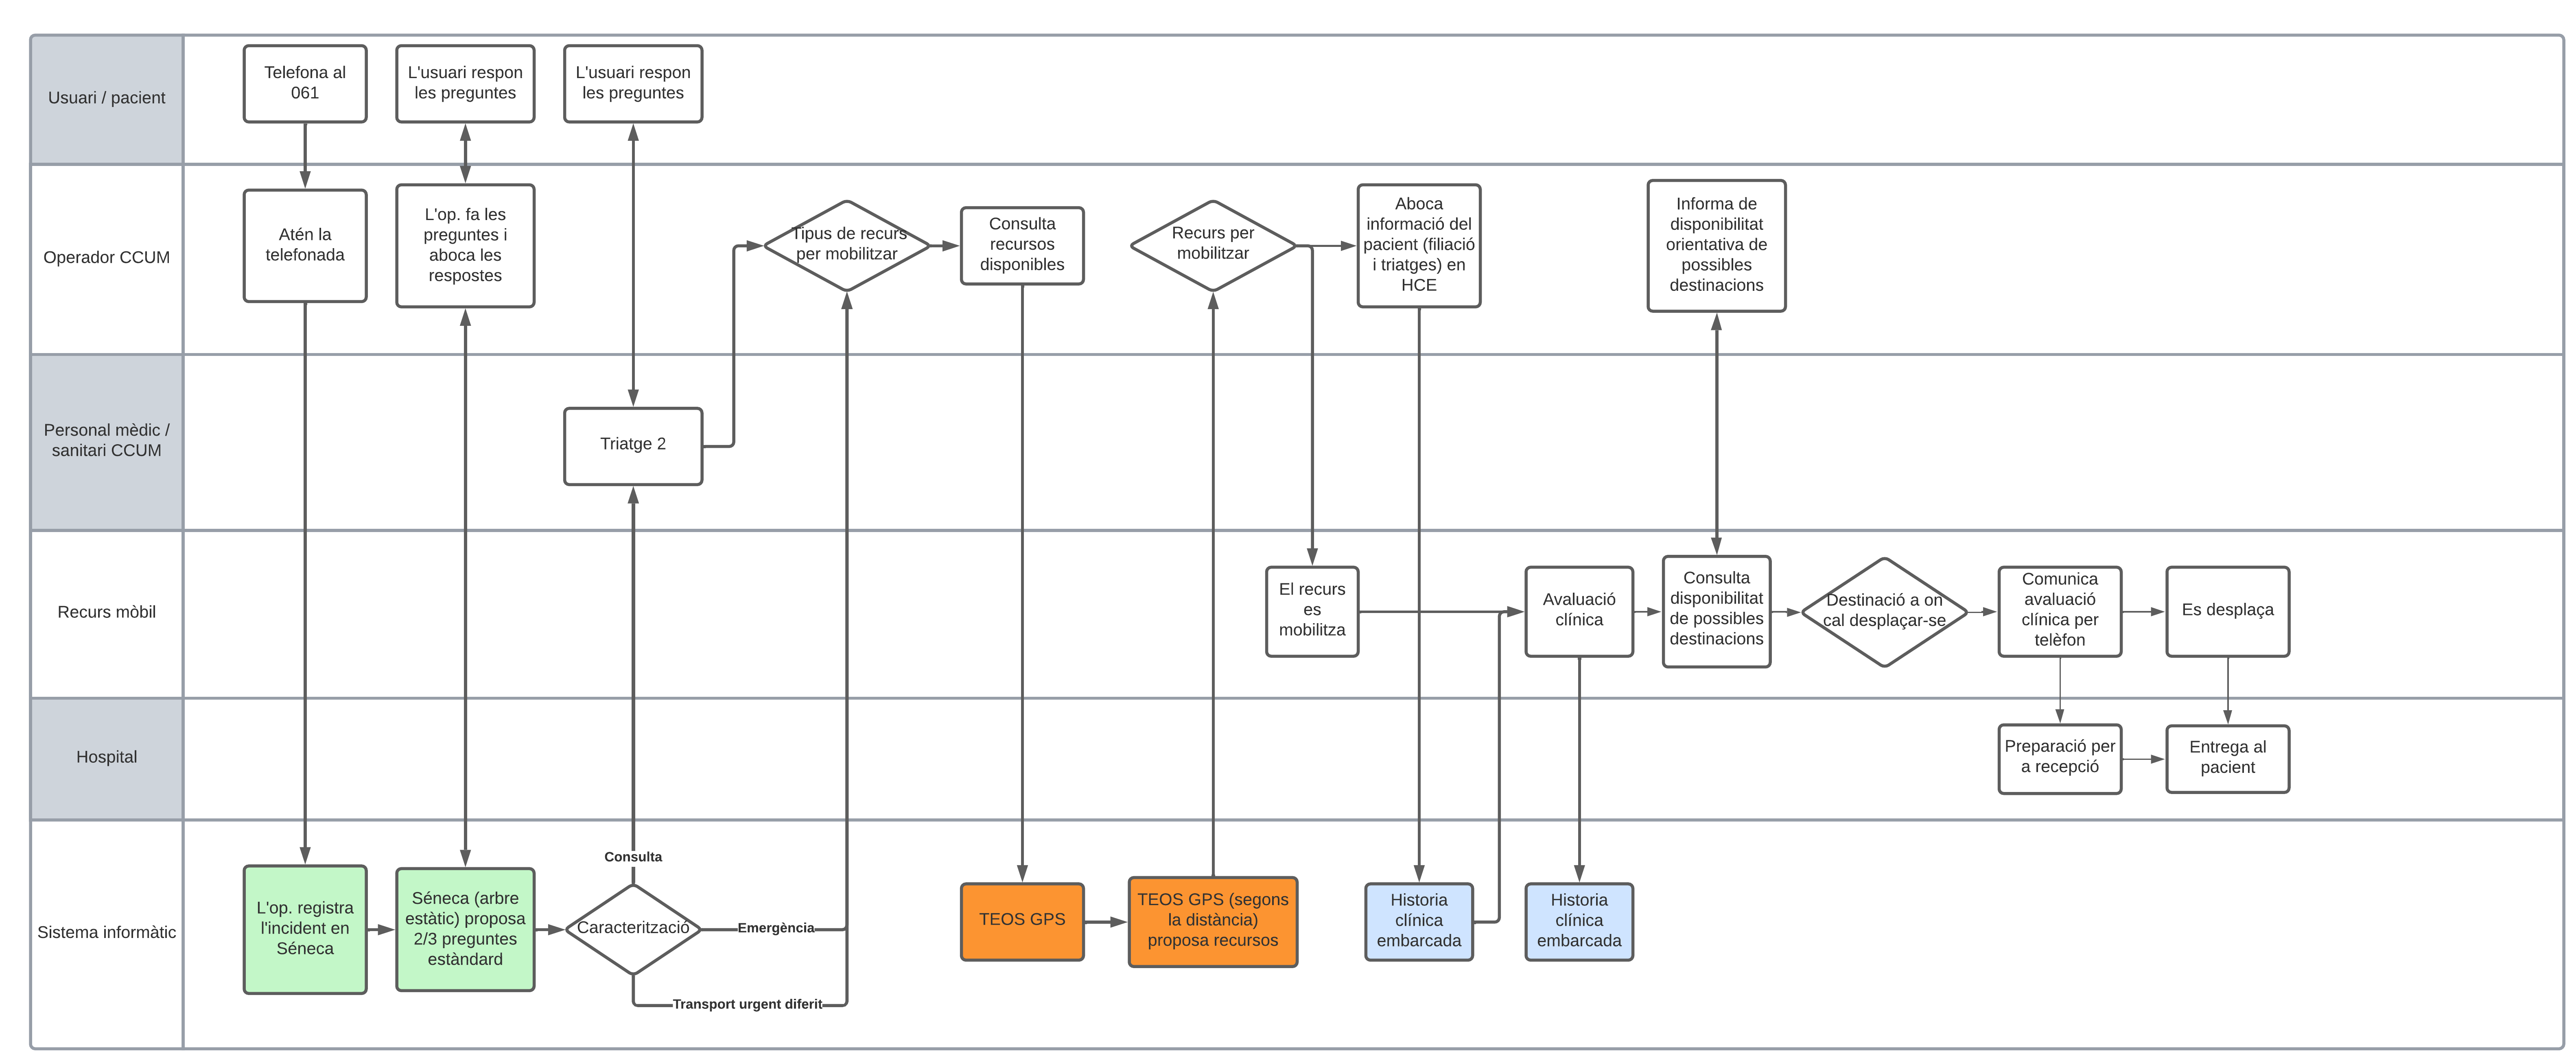 Usuari / pacient
Telefona al
061
L'usuari respon
les preguntes
L'usuari respon
les preguntes
Operador CCUM
Atén la
telefonada
L'op. fa les
preguntes i
aboca les
respostes
Tipus de recurs
per mobilitzar
Consulta
recursos
disponibles
Recurs per
mobilitzar
Aboca
informació del
pacient (filiació
i triatges) en
HCE
Informa de
disponibilitat
orientativa de
possibles
destinacions
Personal mèdic /
sanitari CCUM
Triatge 2
Recurs mòbil
El recurs
es
mobilitza
Avaluació
clínica
Consulta
disponibilitat
de possibles
destinacions
Destinació a on
cal desplaçar-se
Comunica
avaluació
clínica per
telèfon
Es desplaça
Hospital
Preparació per
a recepció
Entrega al
pacient
Sistema informàtic
L'op. registra
l'incident en
Séneca
Séneca (arbre
estàtic) proposa
2/3 preguntes
estàndard
Consulta
Caracterització
Emergència
Transport urgent diferit
TEOS GPS
TEOS GPS (segons
la distància)
proposa recursos
Historia
clínica
embarcada
Historia
clínica
embarcada